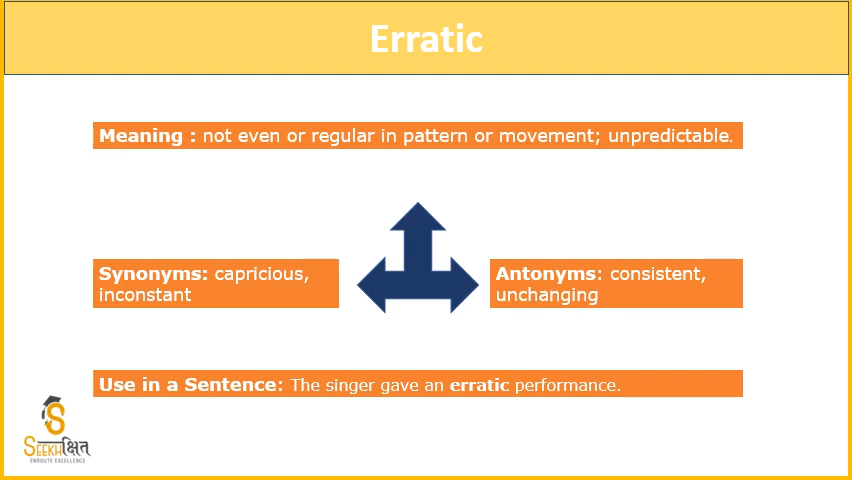 Erratic
Meaning : not even or regular in pattern or movement; unpredictable.
Synonyms: capricious,
inconstant
Antonyms: consistent,
unchanging
Use in a Sentence: The singer gave an erratic performance.
S
SEEKHक्षित
ENROUTE EXCELLENCE